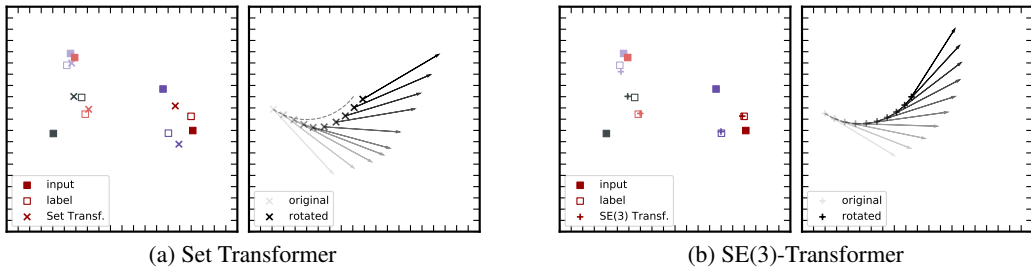 input
label
Set Transf.
original
rotated
input
label
SE(3) Transf.
original
rotated
(a) Set Transformer
(b) SE(3)-Transformer